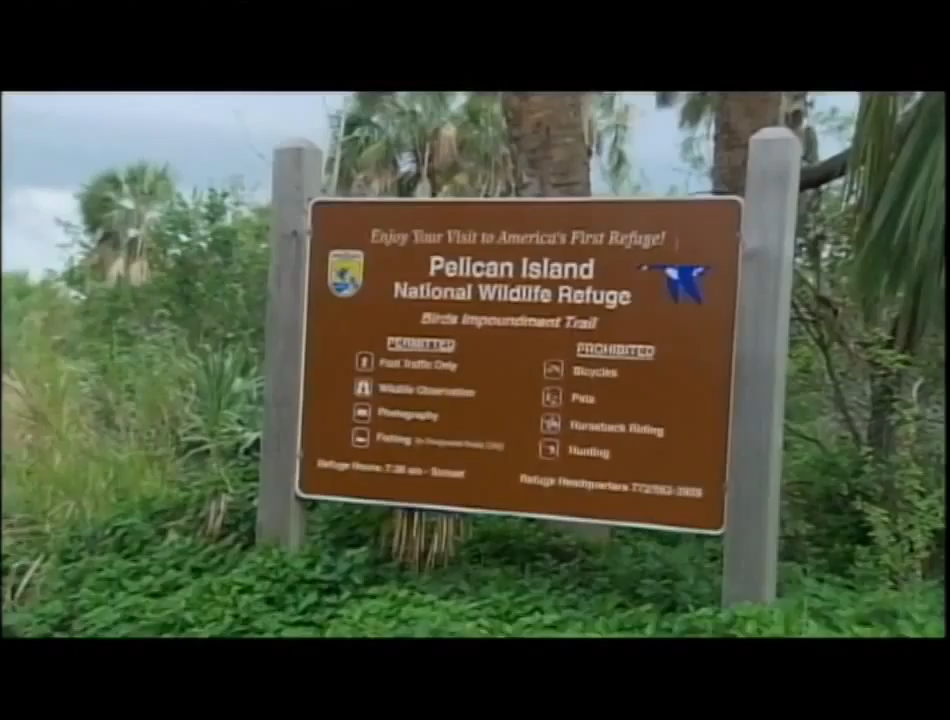 Enjoy Your Visit to America's First Refuge!
Pelican Island
National Wildlife Refuge
Birds Impoundment Trail
PERMITTED
Foot Traffic Only
Wildlife Observation
Photography
Fishing
PROHIBITED
Bicycles
Pets
Horseback Riding
Hunting
Refuge Hours: 7:30 am - Sunset
Refuge Headquarters